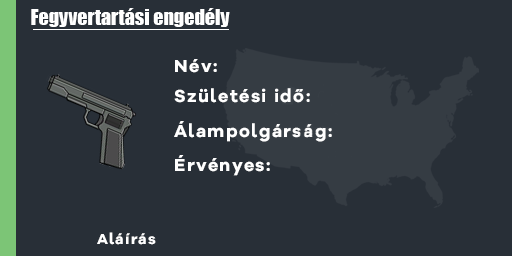 Fegyvertartási engedély
Név:
Születési idő:
Álampolgárság:
Érvényes:
Aláírás